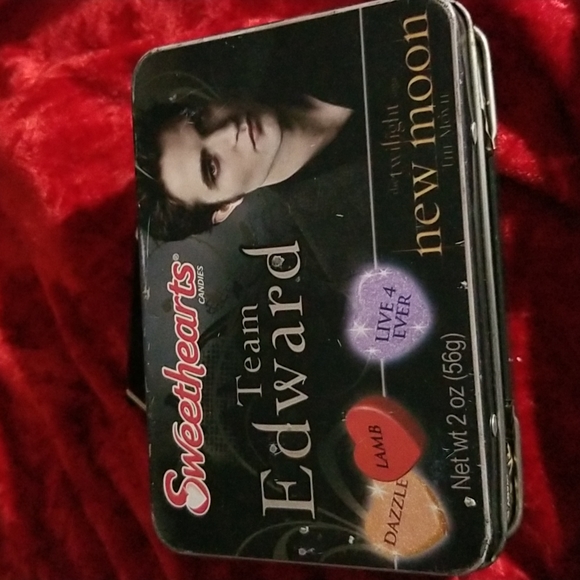 Sweethearts®
CANDIES
Team
Edward
the twilight saga
new moon
LIVE 4
EVER
LAMB
DAZZLE
Net wt 2 oz (56g)